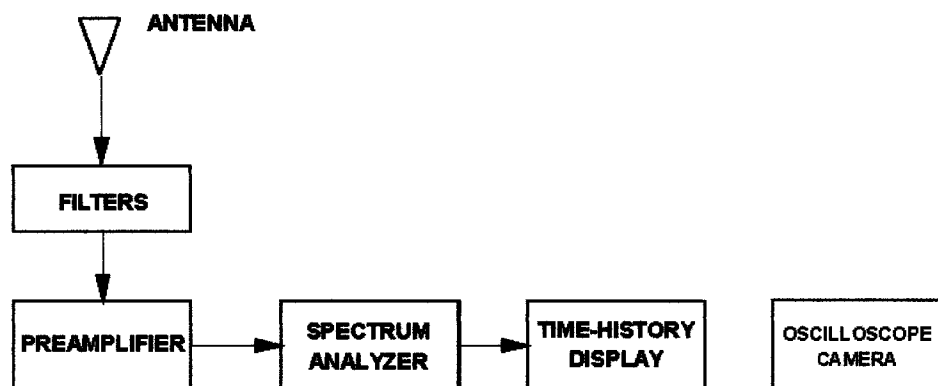 ANTENNA
FILTERS
PREAMPLIFIER
SPECTRUM
ANALYZER
TIME-HISTORY
DISPLAY
OSCILLOSCOPE
CAMERA